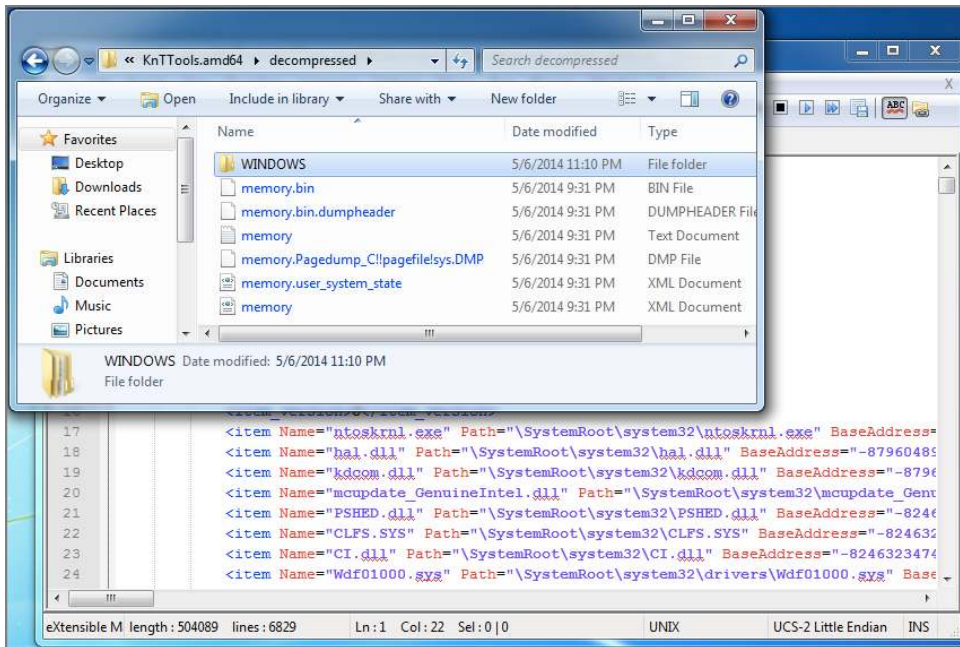 « KnTTools.amd64 ▸ decompressed ▸
Search decompressed
Organize ▾ Open Include in library ▾ Share with ▾ New folder
Favorites
Desktop
Downloads
Recent Places
Libraries
Documents
Music
Pictures
Name Date modified Type
WINDOWS 5/6/2014 11:10 PM File folder
memory.bin 5/6/2014 9:31 PM BIN File
memory.bin.dumpheader 5/6/2014 9:31 PM DUMPHEADER File
memory 5/6/2014 9:31 PM Text Document
memory.Pagedump_C!!pagefile!sys.DMP 5/6/2014 9:31 PM DMP File
memory.user_system_state 5/6/2014 9:31 PM XML Document
memory 5/6/2014 9:31 PM XML Document
WINDOWS Date modified: 5/6/2014 11:10 PM
File folder
ABC
17 <item Name="ntoskrnl.exe" Path="\SystemRoot\system32\ntoskrnl.exe" BaseAddress=
18 <item Name="hal.dll" Path="\SystemRoot\system32\hal.dll" BaseAddress="-87960489
19 <item Name="kdcom.dll" Path="\SystemRoot\system32\kdcom.dll" BaseAddress="-8796
20 <item Name="mcupdate_GenuineIntel.dll" Path="\SystemRoot\system32\mcupdate_Genu
21 <item Name="PSHED.dll" Path="\SystemRoot\system32\PSHED.dll" BaseAddress="-8246
22 <item Name="CLFS.SYS" Path="\SystemRoot\system32\CLFS.SYS" BaseAddress="-824632
23 <item Name="CI.dll" Path="\SystemRoot\system32\CI.dll" BaseAddress="-8246323474
24 <item Name="Wdf01000.sys" Path="\SystemRoot\system32\drivers\Wdf01000.sys" Base
eXtensible M length : 504089 lines : 6829 Ln : 1 Col : 22 Sel : 0 | 0 UNIX UCS-2 Little Endian INS